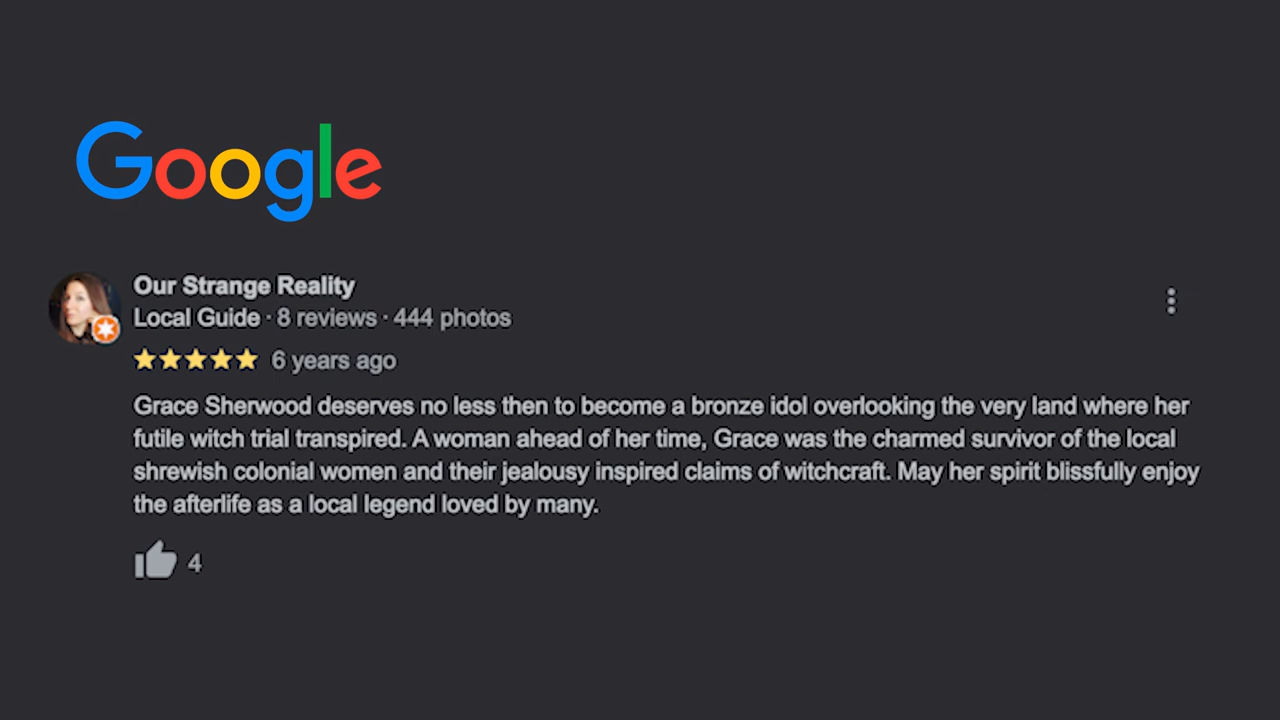 Google
Our Strange Reality
Local Guide · 8 reviews · 444 photos
6 years ago
Grace Sherwood deserves no less then to become a bronze idol overlooking the very land where her
futile witch trial transpired. A woman ahead of her time, Grace was the charmed survivor of the local
shrewish colonial women and their jealousy inspired claims of witchcraft. May her spirit blissfully enjoy
the afterlife as a local legend loved by many.
4